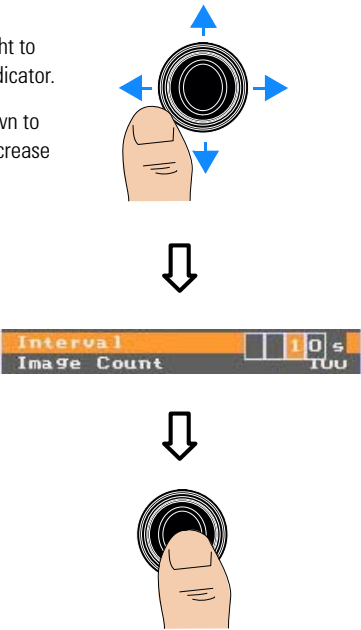 ht to
dicator.
vn to
crease
Interval 10 s
Image Count 100